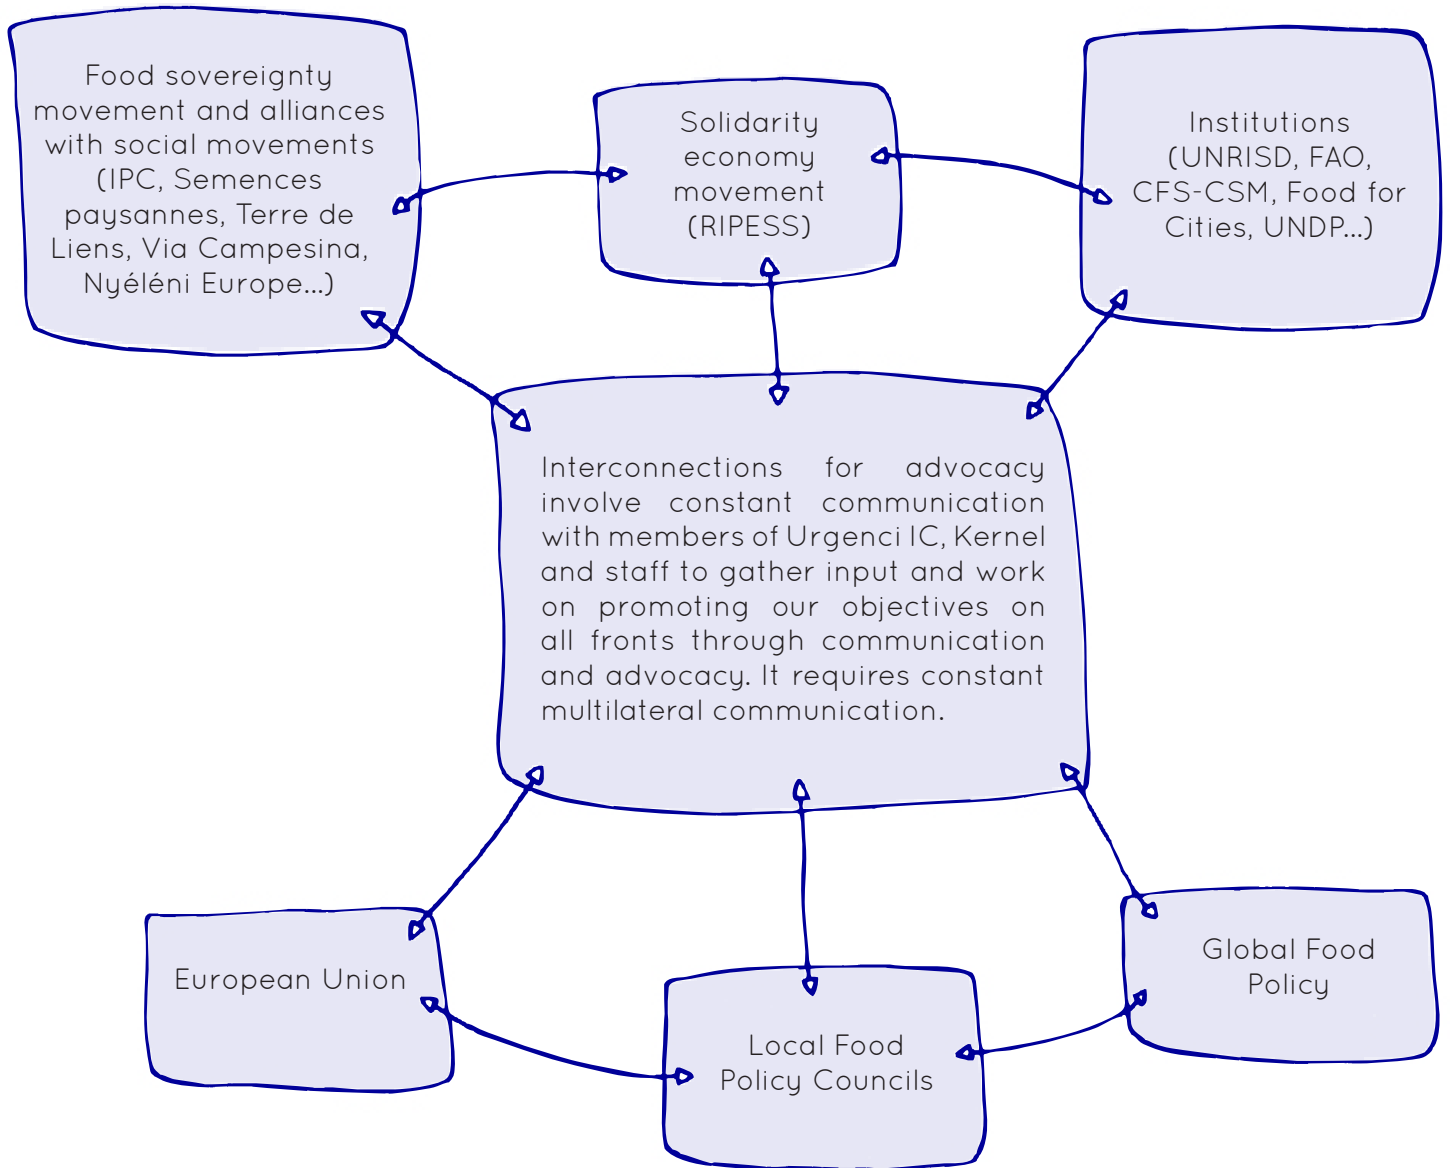 Food sovereignty
movement and alliances
with social movements
(IPC, Semences
paysannes, Terre de
Liens, Via Campesina,
Nyéléni Europe...)
Solidarity
economy
movement
(RIPESS)
Institutions
(UNRISD, FAO,
CFS-CSM, Food for
Cities, UNDP...)
Interconnections for advocacy
involve constant communication
with members of Urgenci IC, Kernel
and staff to gather input and work
on promoting our objectives on
all fronts through communication
and advocacy. It requires constant
multilateral communication.
European Union
Local Food
Policy Councils
Global Food
Policy